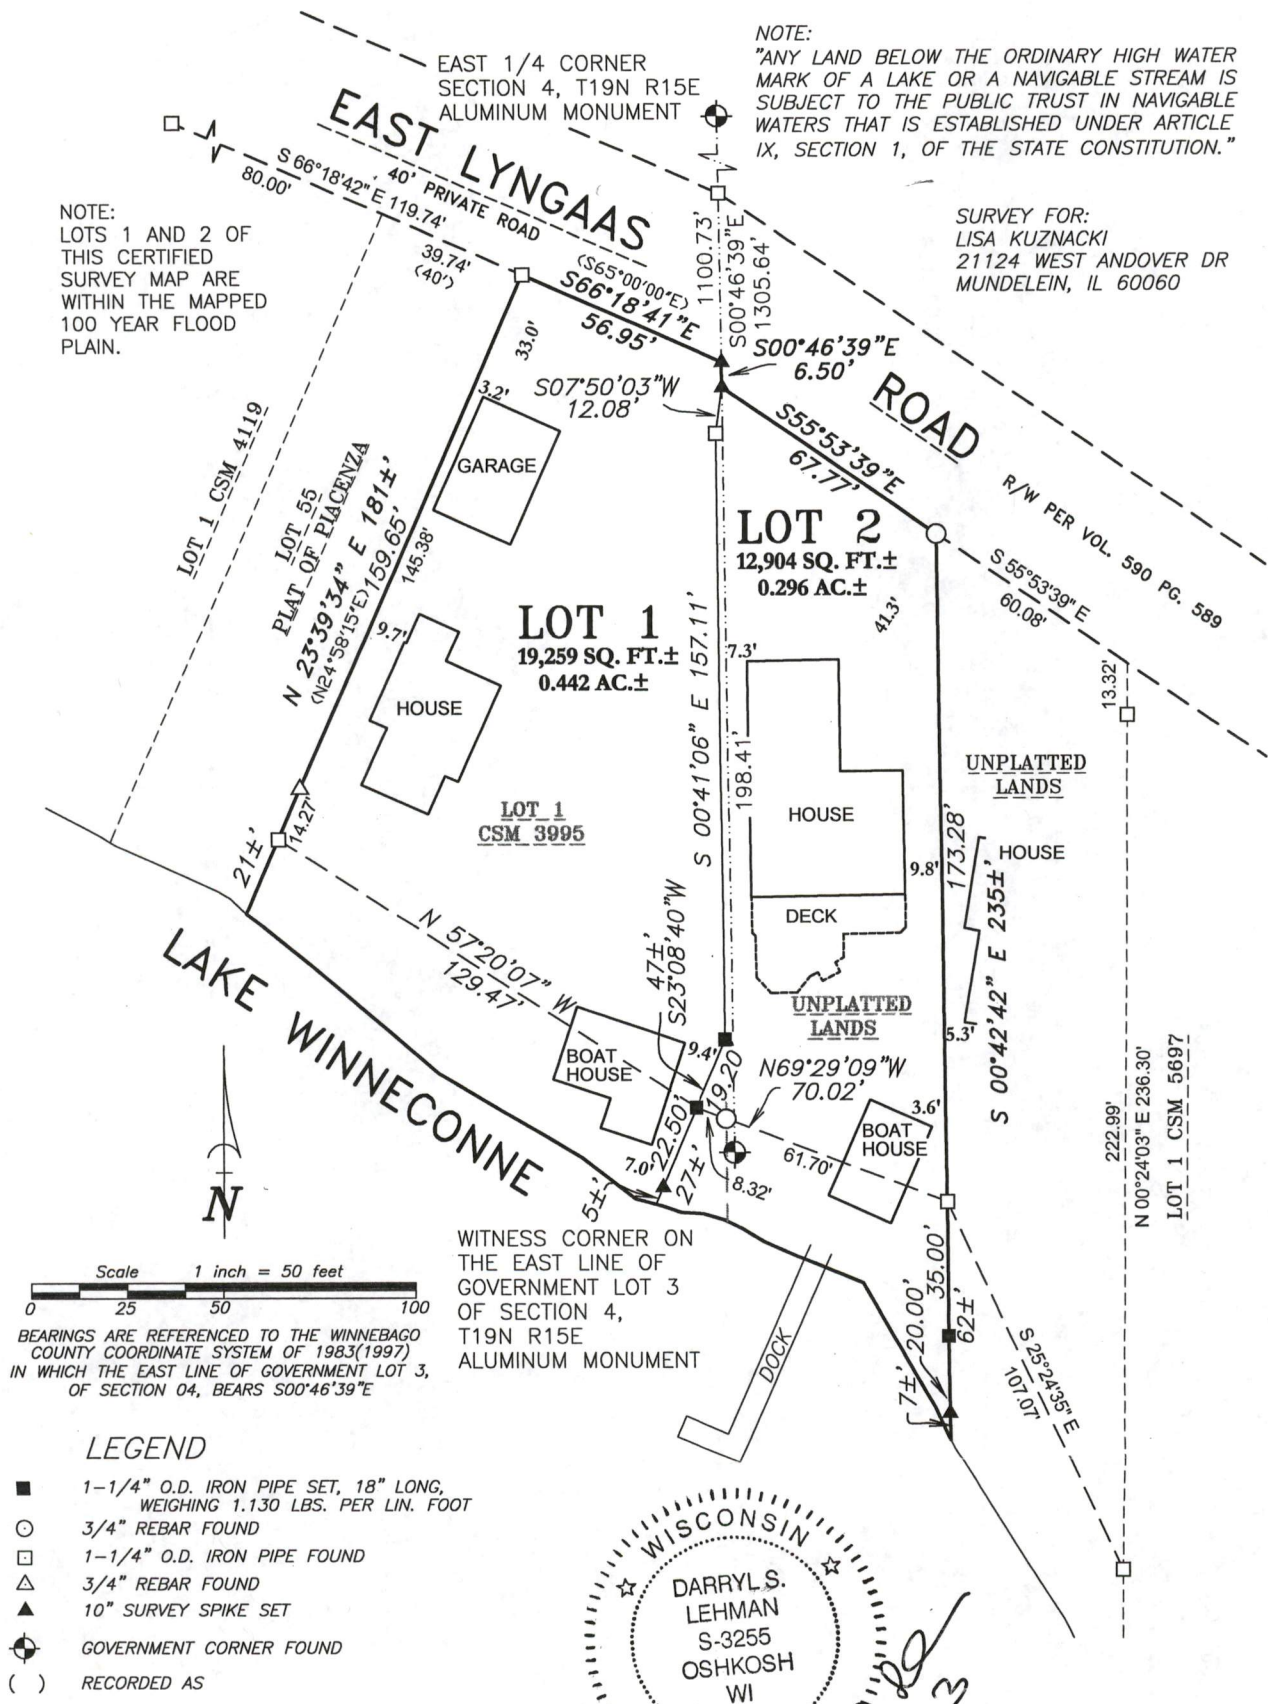 NOTE:
"ANY LAND BELOW THE ORDINARY HIGH WATER
MARK OF A LAKE OR A NAVIGABLE STREAM IS
SUBJECT TO THE PUBLIC TRUST IN NAVIGABLE
WATERS THAT IS ESTABLISHED UNDER ARTICLE
IX, SECTION 1, OF THE STATE CONSTITUTION."
EAST 1/4 CORNER
SECTION 4, T19N R15E
ALUMINUM MONUMENT
EAST LYNGAAS
ROAD
40' PRIVATE ROAD
S 66°18'42" E 119.74'
80.00'
39.74'
(40')
NOTE:
LOTS 1 AND 2 OF
THIS CERTIFIED
SURVEY MAP ARE
WITHIN THE MAPPED
100 YEAR FLOOD
PLAIN.
SURVEY FOR:
LISA KUZNACKI
21124 WEST ANDOVER DR
MUNDELEIN, IL 60060
(S65°00'00"E)
S66°18'41"E
56.95'
1100.73'
S00°46'39"E
1305.64'
S00°46'39"E
6.50'
S07°50'03"W
12.08'
S55°53'39"E
67.77'
R/W PER VOL. 590 PG. 589
S 55°53'39" E
60.08'
13.32'
33.0'
3.2'
GARAGE
LOT 1 CSM 4119
LOT 55
PLAT OF PIACENZA
N 23°39'34" E 181±'
(N24°58'15"E)159.65'
145.38'
9.7'
HOUSE
LOT 1
19,259 SQ. FT.±
0.442 AC.±
LOT 2
12,904 SQ. FT.±
0.296 AC.±
41.3'
7.3'
S 00°41'06" E 157.11'
198.41'
HOUSE
DECK
9.8'
173.28'
S 00°42'42" E 235±'
UNPLATTED
LANDS
HOUSE
5.3'
LOT 1
CSM 3995
14.27'
21±'
LAKE WINNECONNE
N 57°20'07" W
129.47'
47±'
S23°08'40"W
UNPLATTED
LANDS
BOAT
HOUSE
9.4'
19.20
N69°29'09"W
70.02'
22.50'
7.0'
27±'
5±'
8.32'
61.70'
3.6'
BOAT
HOUSE
222.99'
N 00°24'03" E 236.30'
LOT 1 CSM 5697
WITNESS CORNER ON
THE EAST LINE OF
GOVERNMENT LOT 3
OF SECTION 4,
T19N R15E
ALUMINUM MONUMENT
DOCK
35.00'
20.00'
62±'
7±'
S 25°24'35" E
107.07'
N
Scale 1 inch = 50 feet
0 25 50 100
BEARINGS ARE REFERENCED TO THE WINNEBAGO
COUNTY COORDINATE SYSTEM OF 1983(1997)
IN WHICH THE EAST LINE OF GOVERNMENT LOT 3,
OF SECTION 04, BEARS S00°46'39"E
LEGEND
1-1/4" O.D. IRON PIPE SET, 18" LONG,
WEIGHING 1.130 LBS. PER LIN. FOOT
3/4" REBAR FOUND
1-1/4" O.D. IRON PIPE FOUND
3/4" REBAR FOUND
10" SURVEY SPIKE SET
GOVERNMENT CORNER FOUND
( ) RECORDED AS
WISCONSIN
DARRYL S.
LEHMAN
S-3255
OSHKOSH
WI